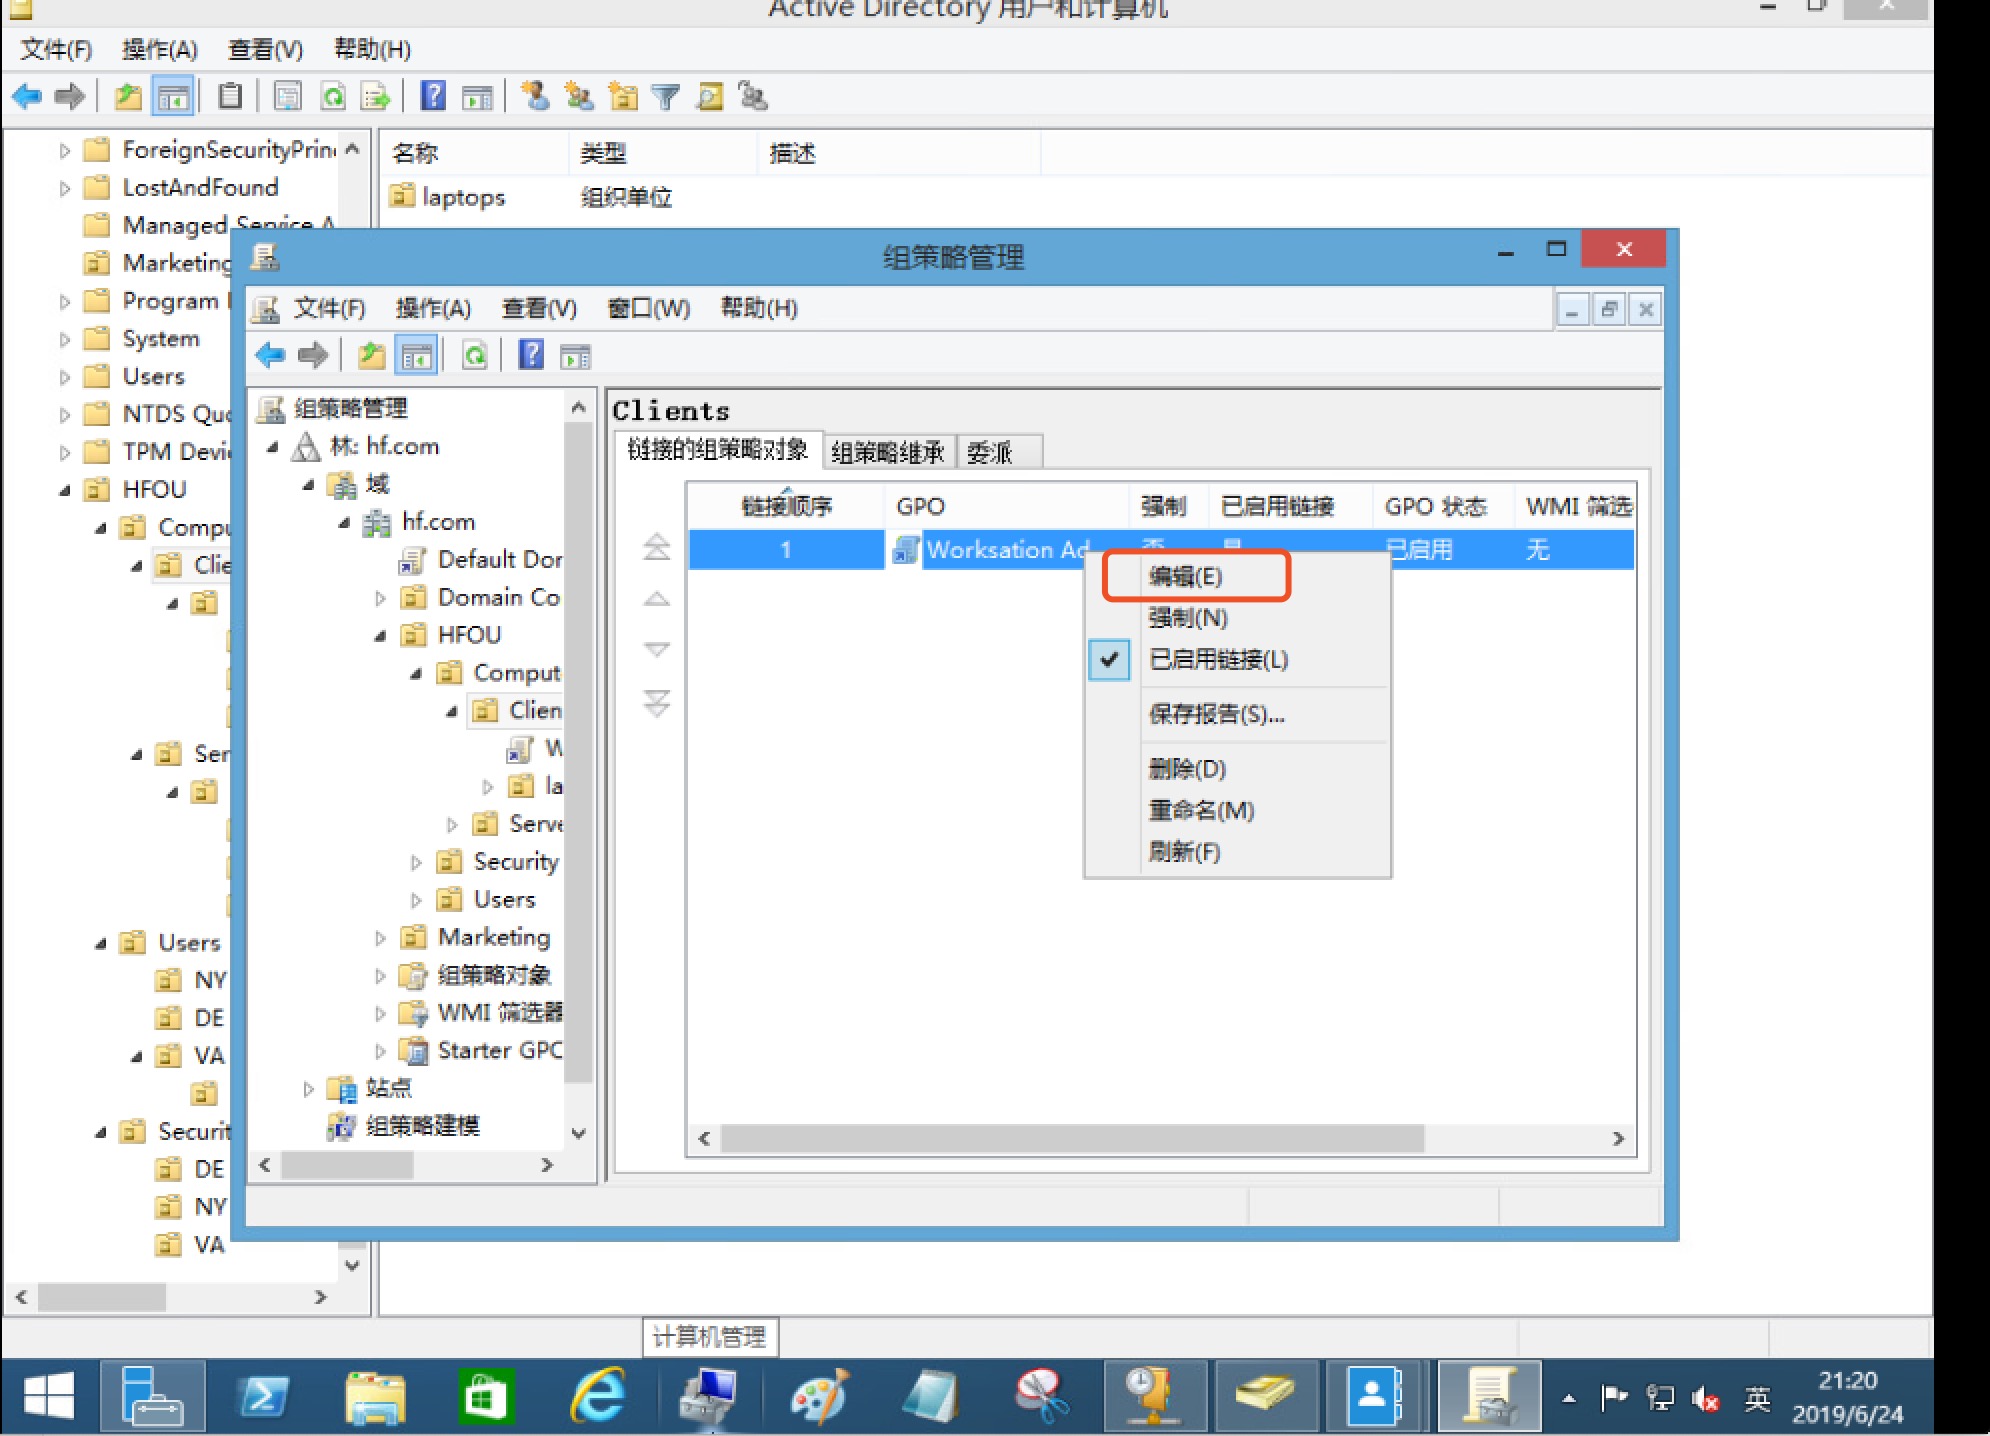 Active Directory 用户和计算机
文件(F) 操作(A) 查看(V) 帮助(H)
ForeignSecurityPrin
LostAndFound
Managed Service A
Marketing
Program
System
Users
NTDS Quo
TPM Devi
HFOU
Compu
Clie
Ser
Users
NY
DE
VA
Securit
DE
NY
VA
名称 类型 描述
laptops 组织单位
组策略管理
文件(F) 操作(A) 查看(V) 窗口(W) 帮助(H)
组策略管理
林: hf.com
域
hf.com
Default Dor
Domain Co
HFOU
Comput
Clien
W
la
Serve
Security
Users
Marketing
组策略对象
WMI 筛选器
Starter GPO
站点
组策略建模
Clients
链接的组策略对象 组策略继承 委派
链接顺序 GPO 强制 已启用链接 GPO 状态 WMI 筛选
1 Worksation Ad 否 是 已启用 无
编辑(E)
强制(N)
已启用链接(L)
保存报告(S)...
删除(D)
重命名(M)
刷新(F)
计算机管理
英
21:20
2019/6/24